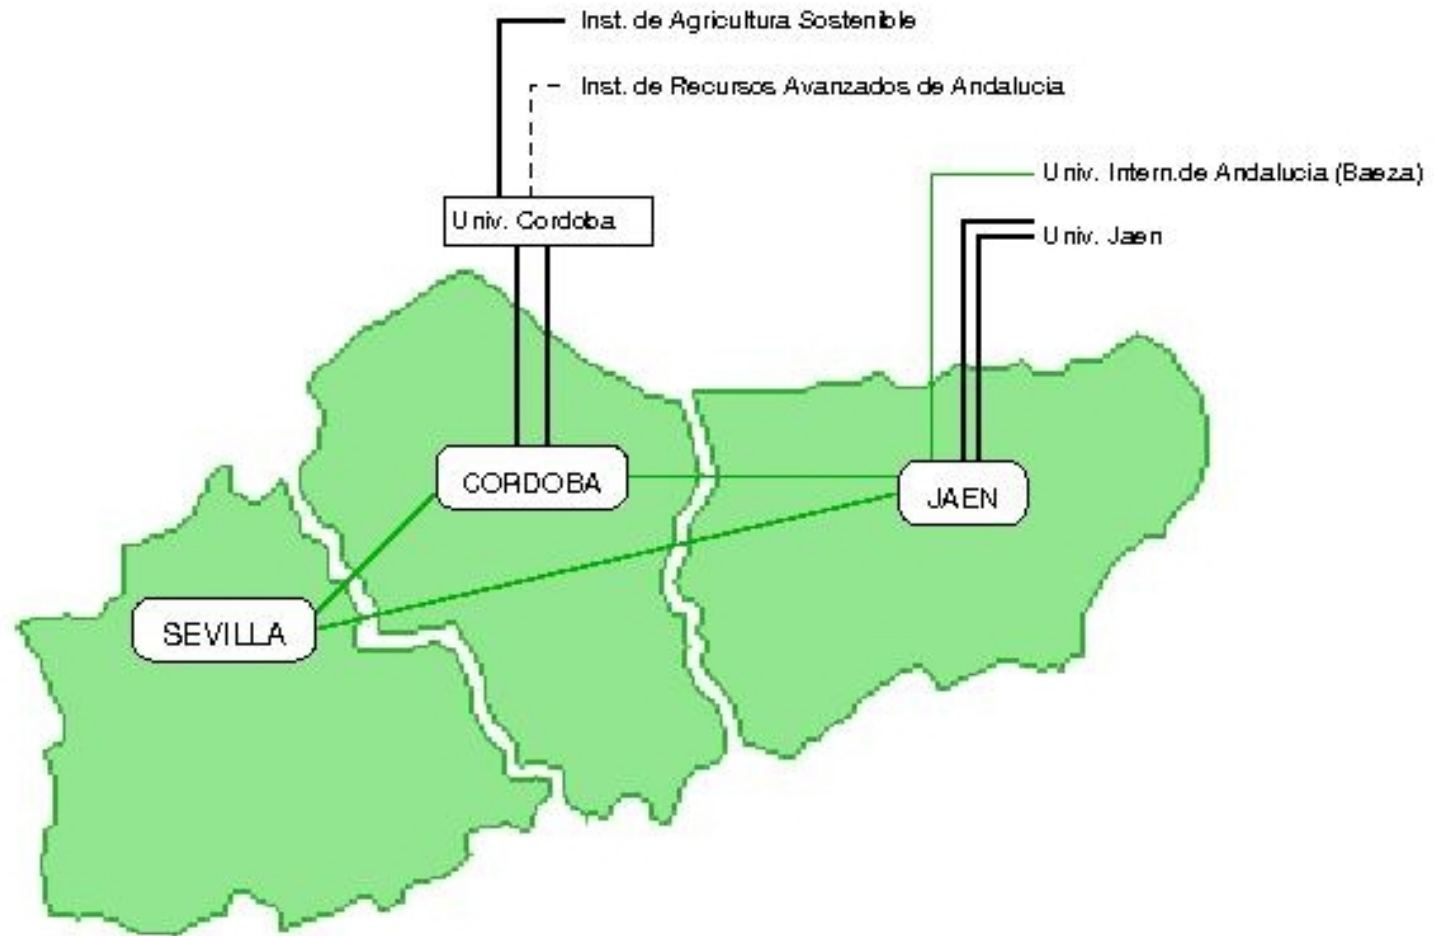 Inst. de Agricultura Sostenible
Inst. de Recursos Avanzados de Andalucia
Univ. Intern.de Andalucia (Baeza)
Univ. Cordoba
Univ. Jaen
CORDOBA
JAEN
SEVILLA